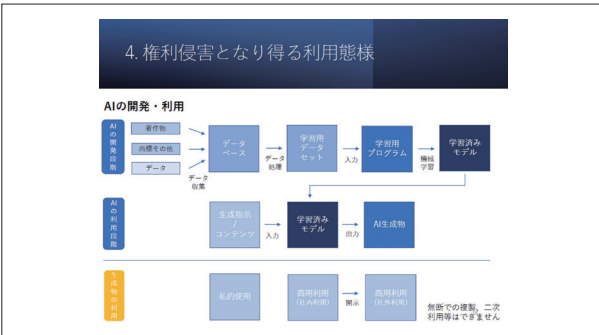 4. 権利侵害となり得る利用態様
AIの開発・利用
AIの開発段階
著作物
商標その他
データ
データ
収集
データ
ベース
データ
処理
学習用
データ
セット
入力
学習用
プログラム
機械
学習
学習済み
モデル
AIの利用段階
生成指示
/
コンテンツ
入力
学習済み
モデル
出力
AI生成物
生成物の利用
私的使用
商用利用
(社内利用)
開示
商用利用
(社外利用)
無断での複製、二次
利用等はできません